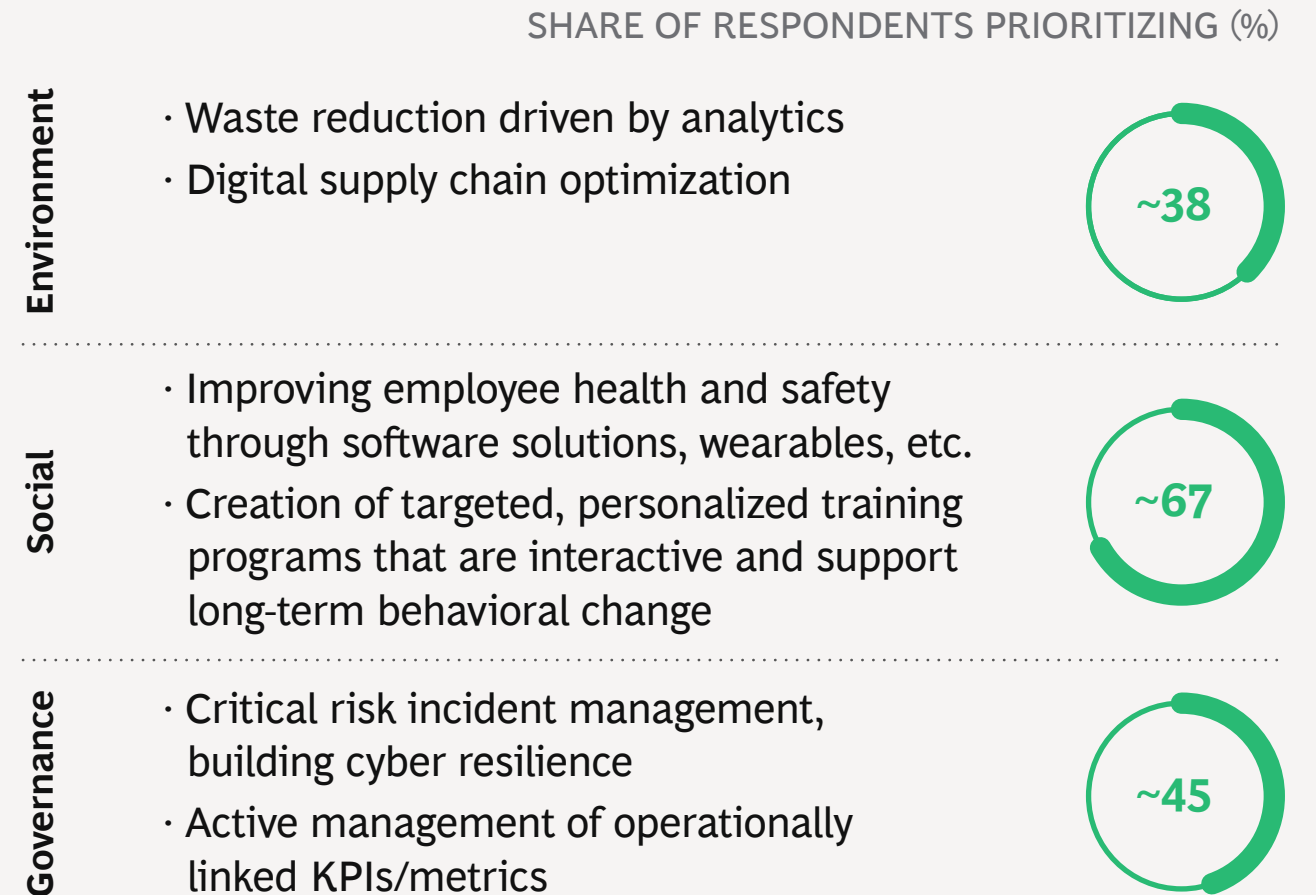 SHARE OF RESPONDENTS PRIORITIZING (%)
Environment
· Waste reduction driven by analytics
· Digital supply chain optimization
~38
Social
· Improving employee health and safety
through software solutions, wearables, etc.
· Creation of targeted, personalized training
programs that are interactive and support
long-term behavioral change
~67
Governance
· Critical risk incident management,
building cyber resilience
· Active management of operationally
linked KPIs/metrics
~45